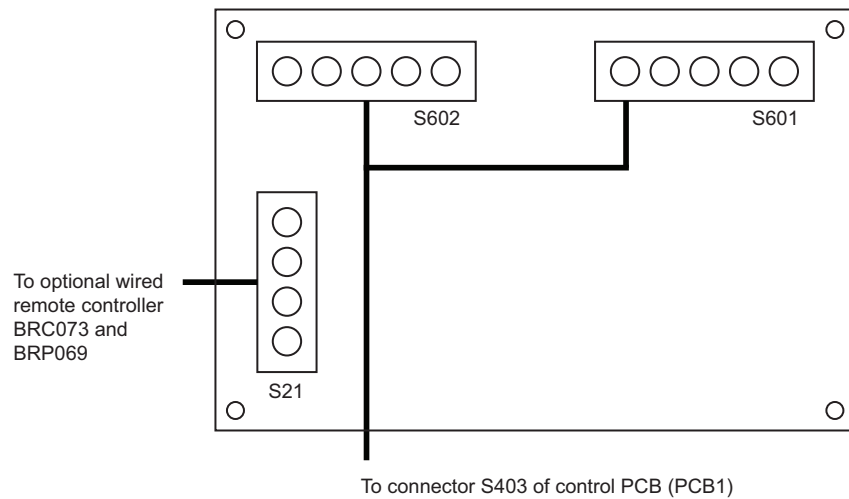 S602
S601
To optional wired
remote controller
BRC073 and
BRP069
S21
To connector S403 of control PCB (PCB1)